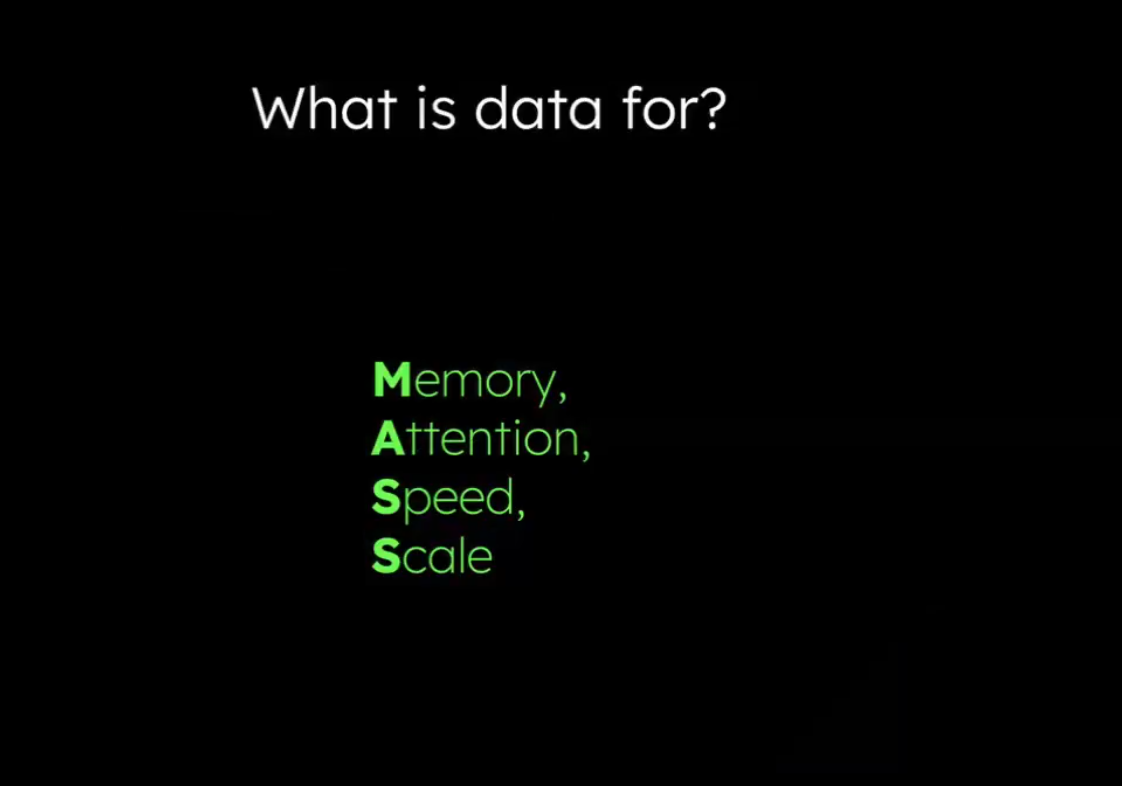 What is data for?
Memory,
Attention,
Speed,
Scale